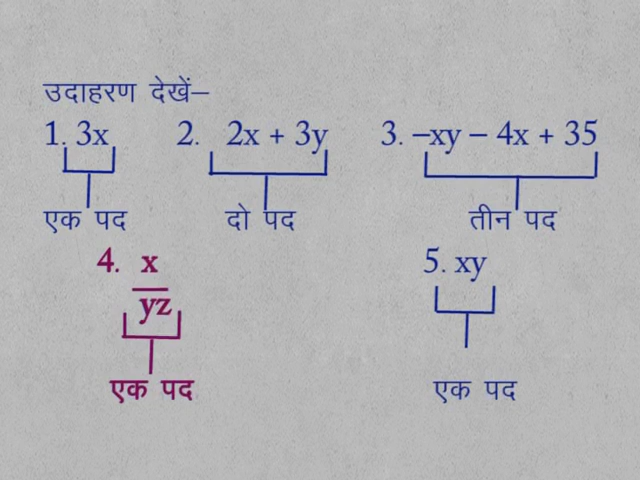 उदाहरण देखें–
1. 3x 2. 2x + 3y 3. –xy – 4x + 35
एक पद दो पद तीन पद
4. x 5. xy
yz
एक पद एक पद